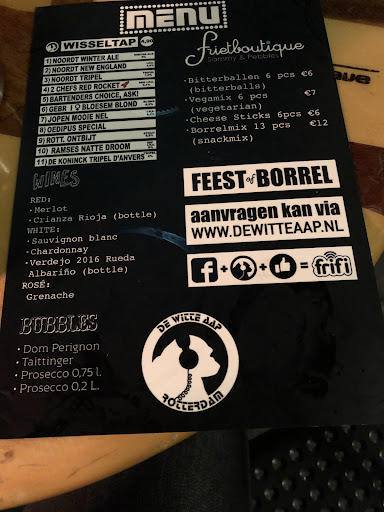 MENU
WISSELTAP 4,90
1) NOORDT WINTER ALE
2) NOORDT NEW ENGLAND
3) NOORDT TRIPEL
4) 2 CHEFS RED ROCKET
5) BARTENDERS CHOICE, ASK!
6) GEBR | BLOESEM BLOND
7) JOPEN MOOIE NEL
8) OEDIPUS SPECIAL
9) ROTT. ONTBIJT
10) RAMSES NATTE DROOM
11) DE KONINCK TRIPEL D'ANVERS
WINES
RED:
· Merlot
· Crianza Rioja (bottle)
WHITE:
· Sauvignon blanc
· Chardonnay
· Verdejo 2016 Rueda
Albariño (bottle)
ROSÉ:
Grenache
BUBBLES
· Dom Perignon
· Taittinger
· Prosecco 0,75 l.
· Prosecco 0,2 L.
Frietboutique
Sammy & Pebbles
· Bitterballen 6 pcs €6
(bitterballs)
· Vegamix 6 pcs €7
(vegetarian)
· Cheese Sticks 6pcs €6
· Borrelmix 13 pcs €12
(snackmix)
FEEST of BORREL
aanvragen kan via
WWW.DEWITTEAAP.NL
f + + = frifi
DE WITTE AAP
ROTTERDAM